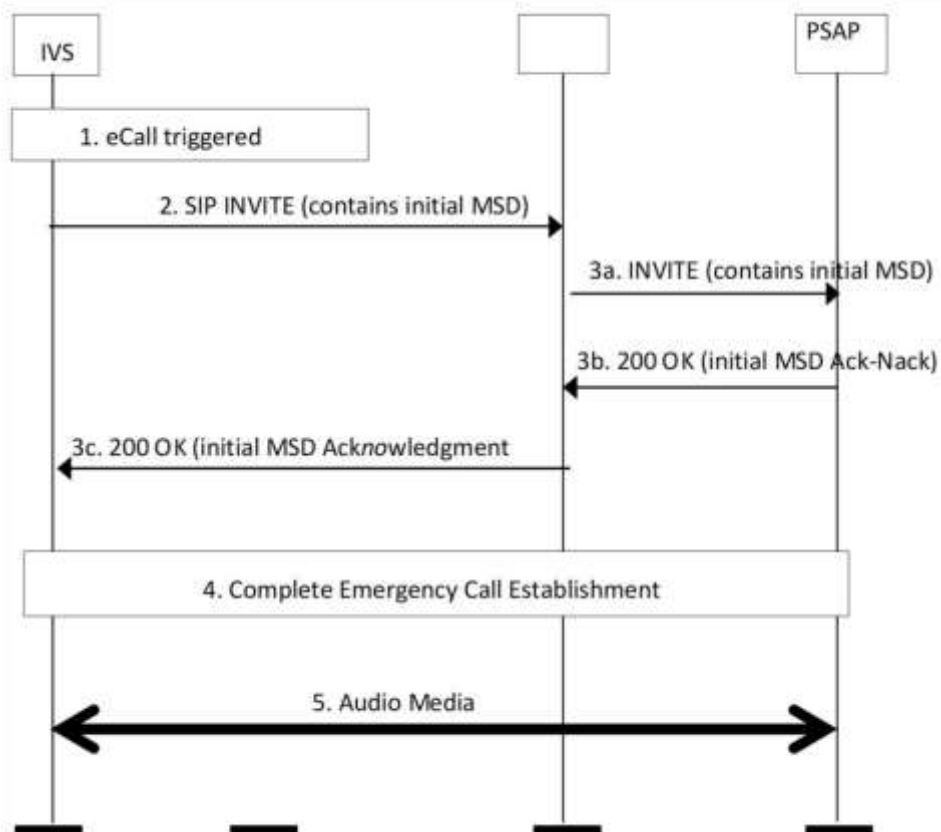 IVS
PSAP
1. eCall triggered
2. SIP INVITE (contains initial MSD)
3a. INVITE (contains initial MSD)
3b. 200 OK (initial MSD Ack-Nack)
3c. 200 OK (initial MSD Acknowledgment
4. Complete Emergency Call Establishment
5. Audio Media